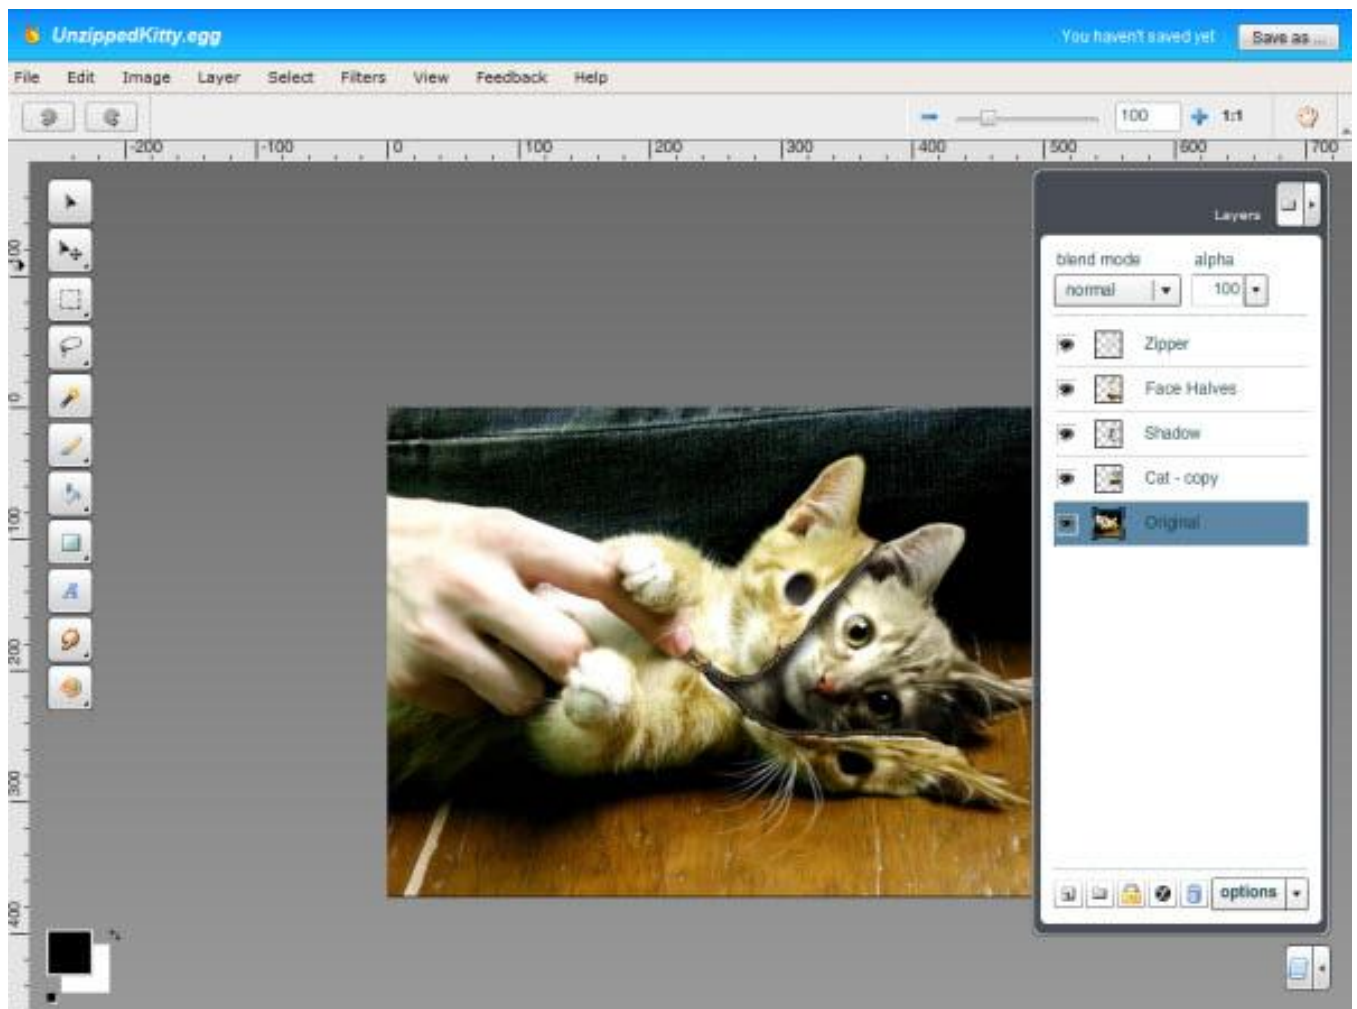 UnzippedKitty.egg
You haven't saved yet
Save as ...
File Edit Image Layer Select Filters View Feedback Help
100 1:1
-200 -100 0 100 200 300 400 500 600 700
100
0
100
200
300
400
A
Layers
blend mode alpha
normal 100
Zipper
Face Halves
Shadow
Cat - copy
Original
options